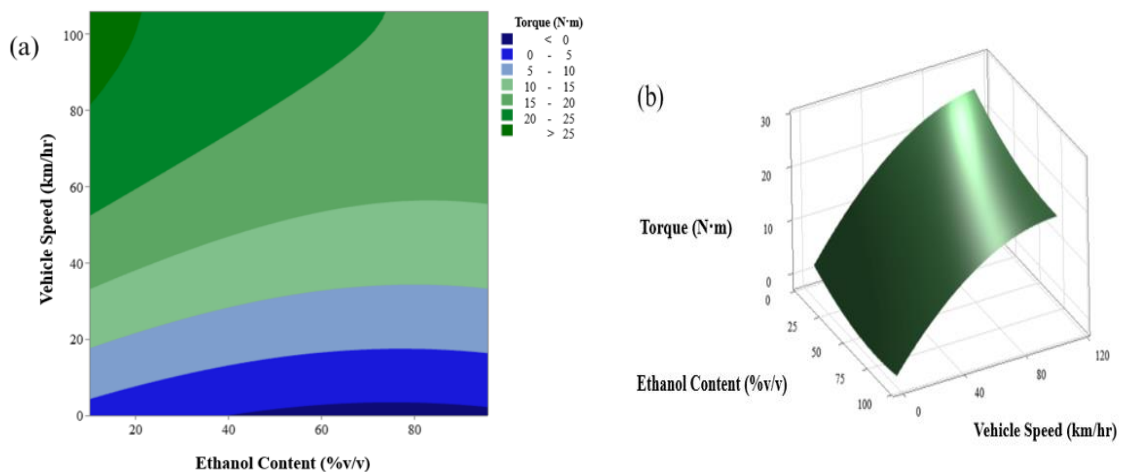 (a)
100
80
60
40
20
0
Vehicle Speed (km/hr)
20
40
60
80
Ethanol Content (%v/v)
Torque (N·m)
< 0
0 - 5
5 - 10
10 - 15
15 - 20
20 - 25
> 25
(b)
30
20
10
0
Torque (N·m)
0
25
50
75
100
Ethanol Content (%v/v)
0
40
80
120
Vehicle Speed (km/hr)